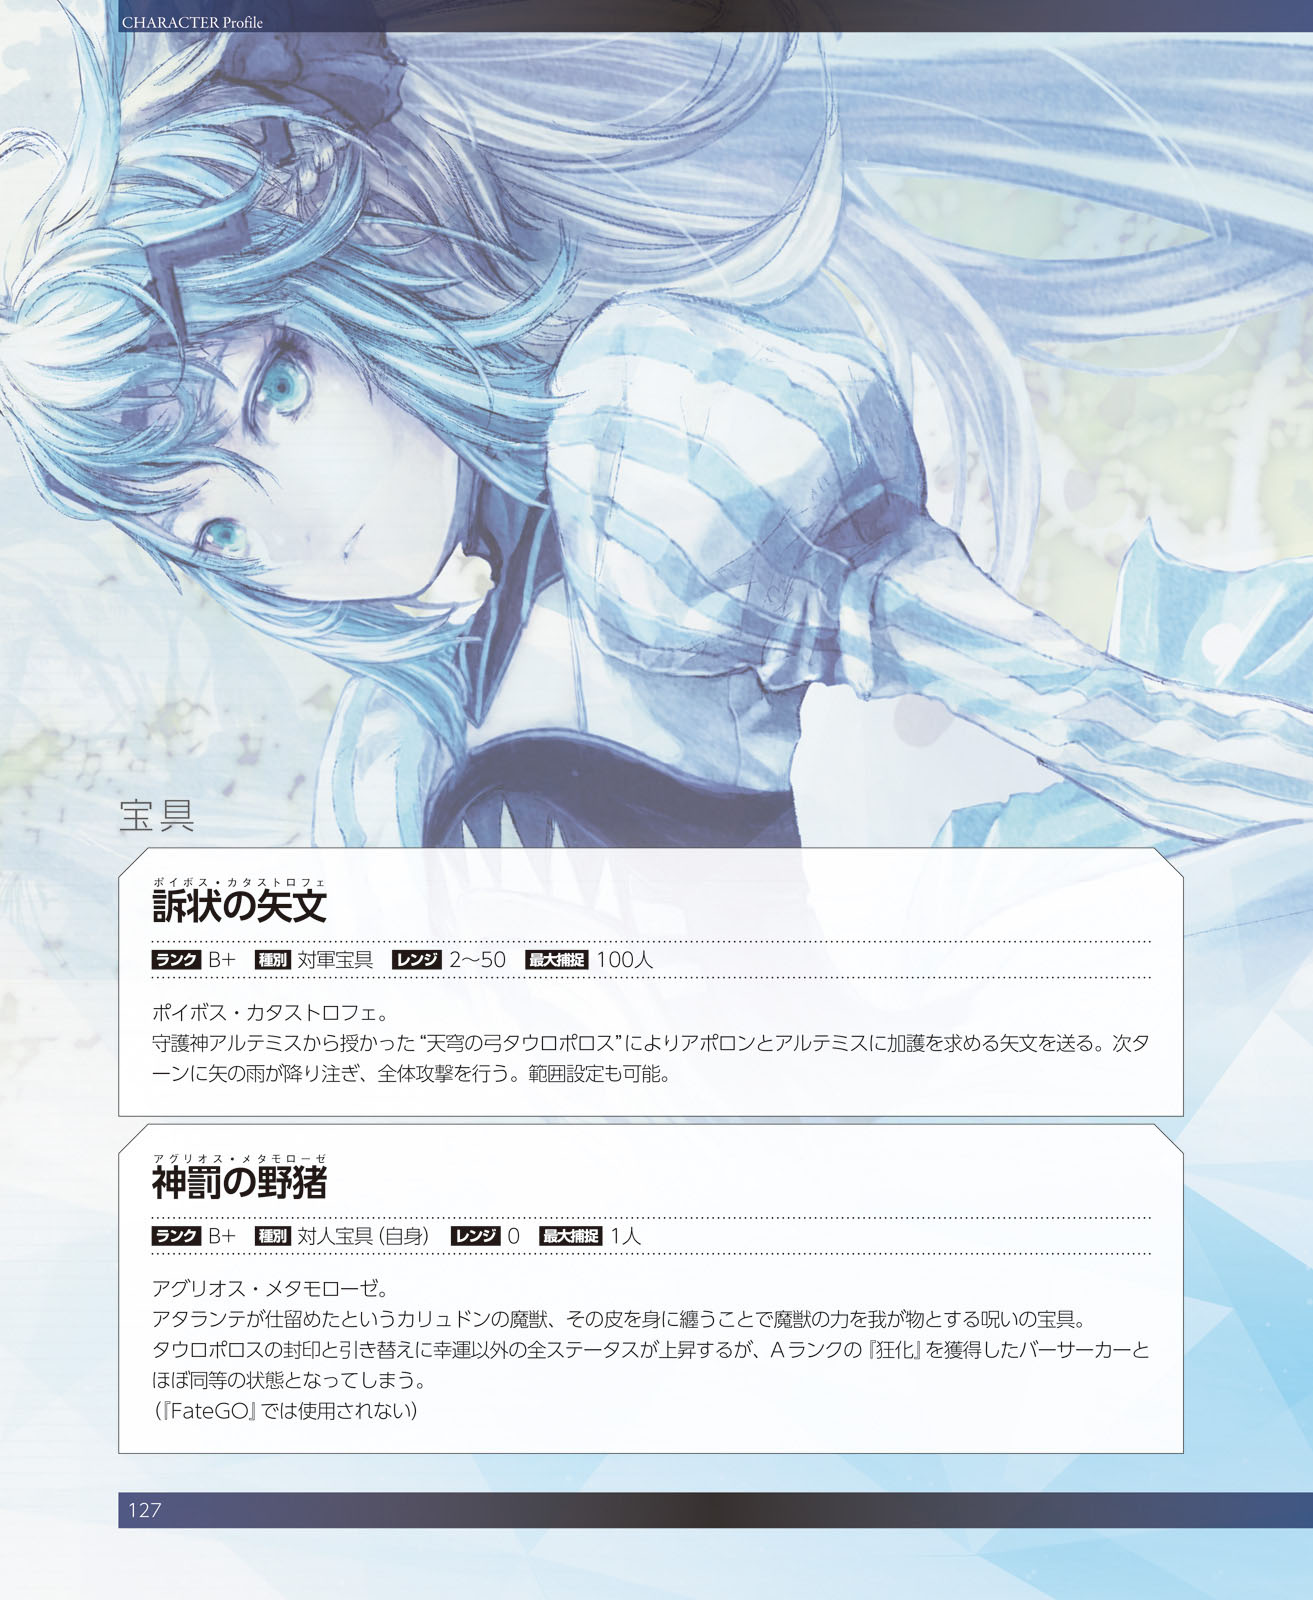 CHARACTER Profile
宝具
ポイボス・カタストロフェ
訴状の矢文
ランク B+ 種別 対軍宝具 レンジ 2～50 最大捕捉 100人
ポイボス・カタストロフェ。
守護神アルテミスから授かった“天穹の弓タウロポロス”によりアポロンとアルテミスに加護を求める矢文を送る。次タ
ーンに矢の雨が降り注ぎ、全体攻撃を行う。範囲設定も可能。
アグリオス・メタモローゼ
神罰の野猪
ランク B+ 種別 対人宝具（自身） レンジ 0 最大捕捉 1人
アグリオス・メタモローゼ。
アタランテが仕留めたというカリュドンの魔獣、その皮を身に纏うことで魔獣の力を我が物とする呪いの宝具。
タウロポロスの封印と引き替えに幸運以外の全ステータスが上昇するが、Aランクの『狂化』を獲得したバーサーカーと
ほぼ同等の状態となってしまう。
（『FateGO』では使用されない）
127